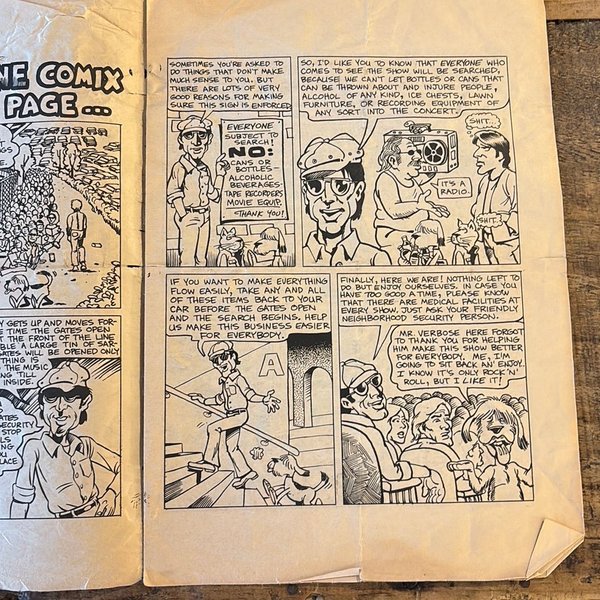 NE COMIX
PAGE...
NGS
E.
Y GETS UP AND MOVES FOR-
E TIME THE GATES OPEN
T THE FRONT OF THE LINE
BLE A LARGE TIN OF SAR-
GATES WILL BE OPENED ONLY
THING IS
O THE MUSIC
NG 'TILL
INSIDE.
ATES
SECURITY
STOP
LS
NG
KI
LACE
SOMETIMES YOU'RE ASKED TO
DO THINGS THAT DON'T MAKE
MUCH SENSE TO YOU. BUT
THERE ARE LOTS OF VERY
GOOD REASONS FOR MAKING
SURE THIS SIGN IS ENFORCED
EVERYONE
SUBJECT TO
SEARCH!
NO:
CANS OR
BOTTLES-
ALCOHOLIC
BEVERAGES
TAPE RECORDERS
MOVIE EQUIP.
THANK YOU!
SO, I'D LIKE YOU TO KNOW THAT EVERYONE WHO
COMES TO SEE THE SHOW WILL BE SEARCHED,
BECAUSE WE CAN'T LET BOTTLES OR CANS THAT
CAN BE THROWN ABOUT AND INJURE PEOPLE,
ALCOHOL OF ANY KIND, ICE CHESTS, LAWN
FURNITURE, OR RECORDING EQUIPMENT OF
ANY SORT INTO THE CONCERT.
SHIT...
IT'S A
RADIO.
SHIT.
IF YOU WANT TO MAKE EVERYTHING
FLOW EASILY, TAKE ANY AND ALL
OF THESE ITEMS BACK TO YOUR
CAR BEFORE THE GATES OPEN
AND THE SEARCH BEGINS. HELP
US MAKE THIS BUSINESS EASIER
FOR EVERYBODY.
A
FINALLY, HERE WE ARE! NOTHING LEFT TO
DO BUT ENJOY OURSELVES. IN CASE YOU
HAVE TOO GOOD A TIME, PLEASE KNOW
THAT THERE ARE MEDICAL FACILITIES AT
EVERY SHOW. JUST ASK YOUR FRIENDLY
NEIGHBORHOOD SECURITY PERSON.
MR. VERBOSE HERE FORGOT
TO THANK YOU FOR HELPING
HIM MAKE THIS SHOW BETTER
FOR EVERYBODY. ME, I'M
GOING TO SIT BACK AN' ENJOY.
I KNOW IT'S ONLY ROCK N'
ROLL, BUT I LIKE IT!